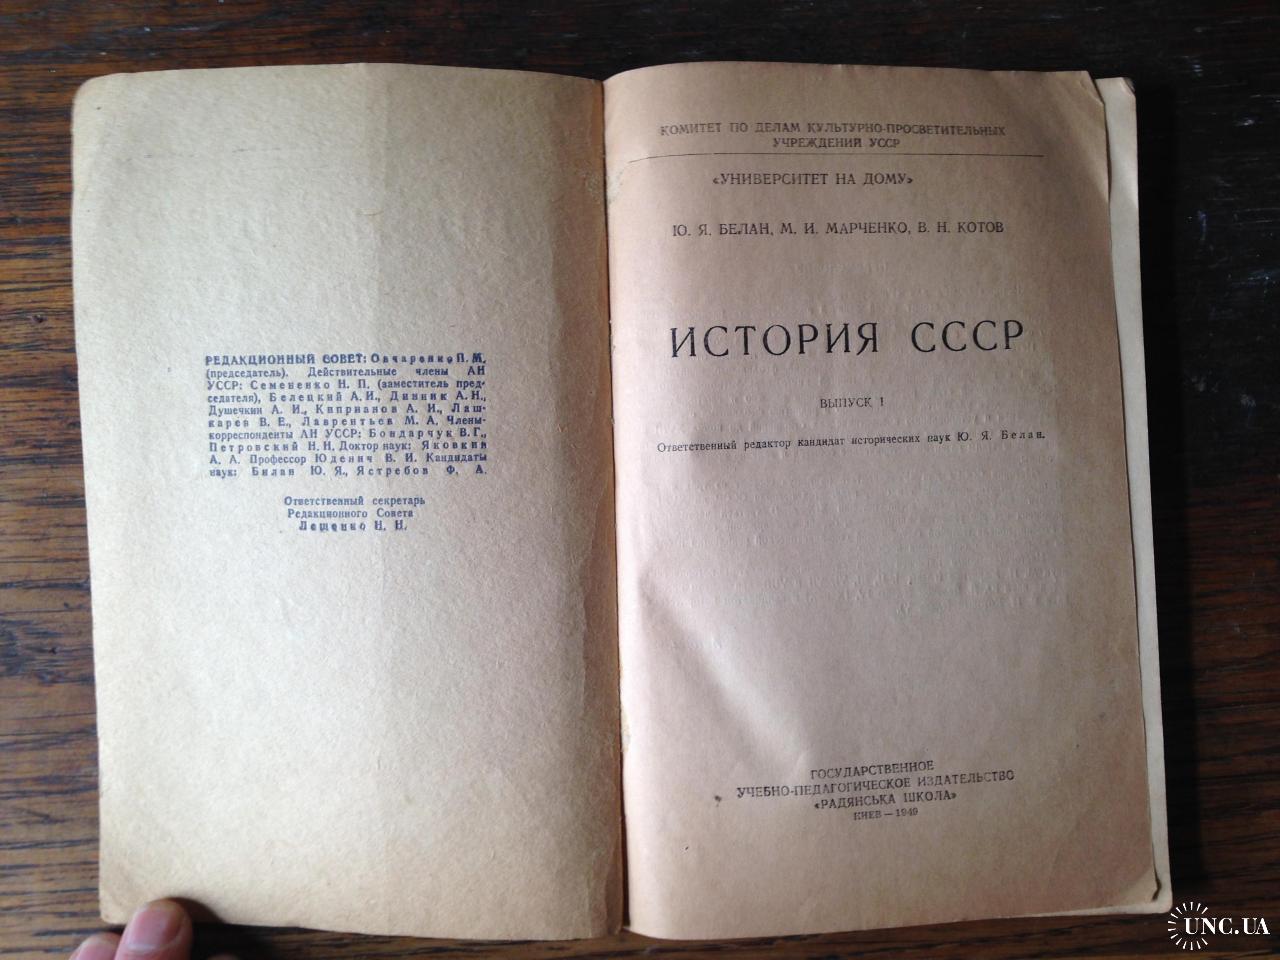 РЕДАКЦИОННЫЙ СОВЕТ: Овчаренко П. М.
(председатель). Действительные члены АН
УССР: Семененко Н. П. (заместитель пред-
седателя), Белецкий А. И., Динник А. Н.,
Душечкин А. И., Киприанов А. И., Лаш-
карев В. Е., Лаврентьев М. А. Члены-
корреспонденты АН УССР: Бондарчук В. Г.,
Петровский Н. Н. Доктор наук: Яковкин
А. А. Профессор Юденич В. И. Кандидаты
наук: Билан Ю. Я., Ястребов Ф. А.
Ответственный секретарь
Редакционного Совета
Лещенко Н. Н.
КОМИТЕТ ПО ДЕЛАМ КУЛЬТУРНО-ПРОСВЕТИТЕЛЬНЫХ
УЧРЕЖДЕНИЙ УССР
«УНИВЕРСИТЕТ НА ДОМУ»
Ю. Я. БЕЛАН, М. И. МАРЧЕНКО, В. Н. КОТОВ
ИСТОРИЯ СССР
ВЫПУСК 1
Ответственный редактор кандидат исторических наук Ю. Я. Белан.
ГОСУДАРСТВЕННОЕ
УЧЕБНО-ПЕДАГОГИЧЕСКОЕ ИЗДАТЕЛЬСТВО
«РАДЯНСЬКА ШКОЛА»
КИЕВ — 1949
UNC.UA